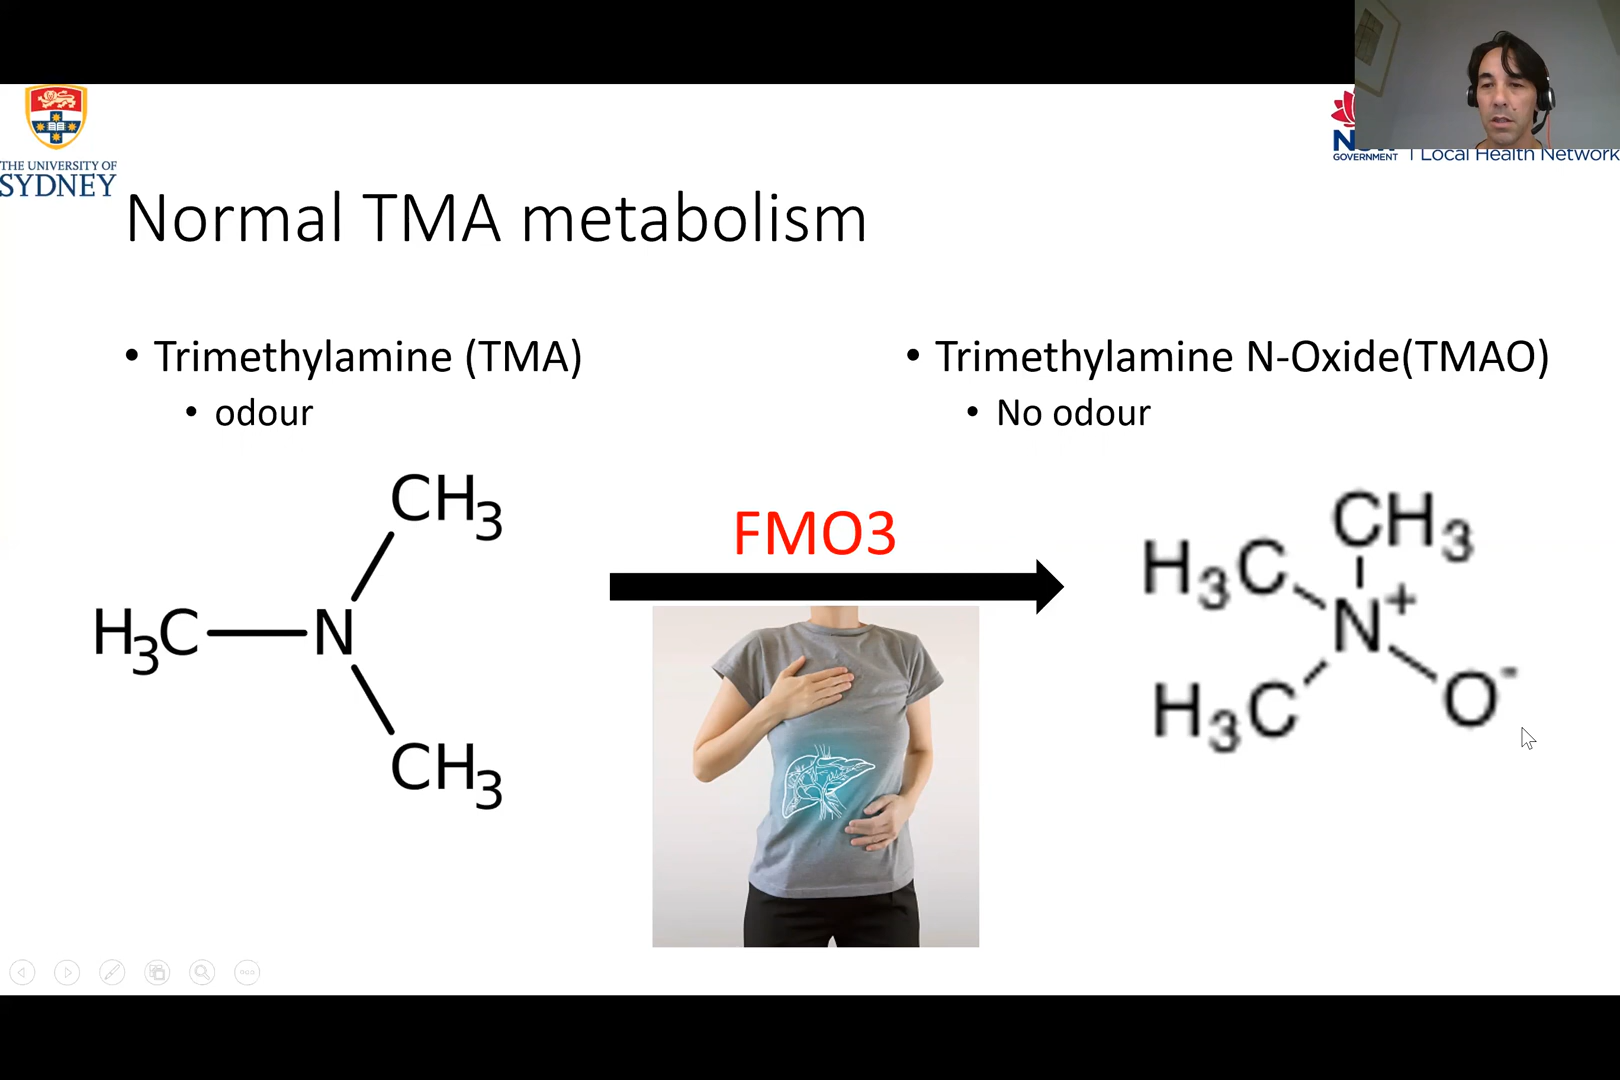 THE UNIVERSITY OF
SYDNEY
GOVERNMENT
Local Health Network
Normal TMA metabolism
• Trimethylamine (TMA)
• odour
• Trimethylamine N-Oxide(TMAO)
• No odour
CH3
H3C
N
CH3
FMO3
CH3
H3C
N+
H3C
O-